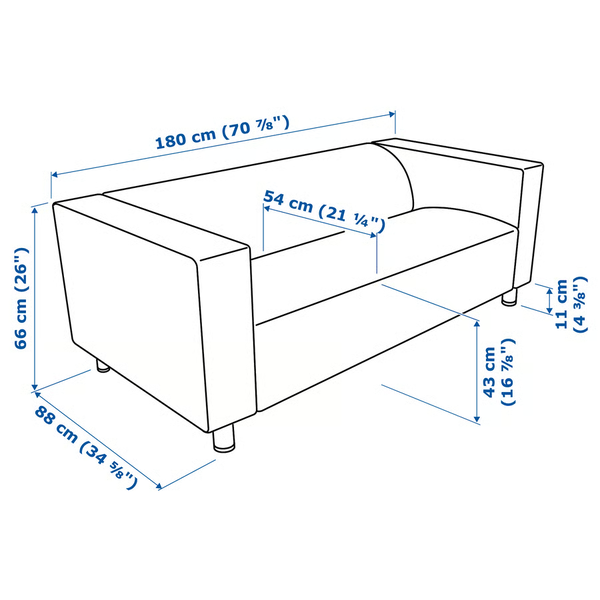 180 cm (70 ⅞")
54 cm (21 ¼")
66 cm (26")
11 cm
(4 ⅜")
43 cm
(16 ⅞")
88 cm (34 ⅝")